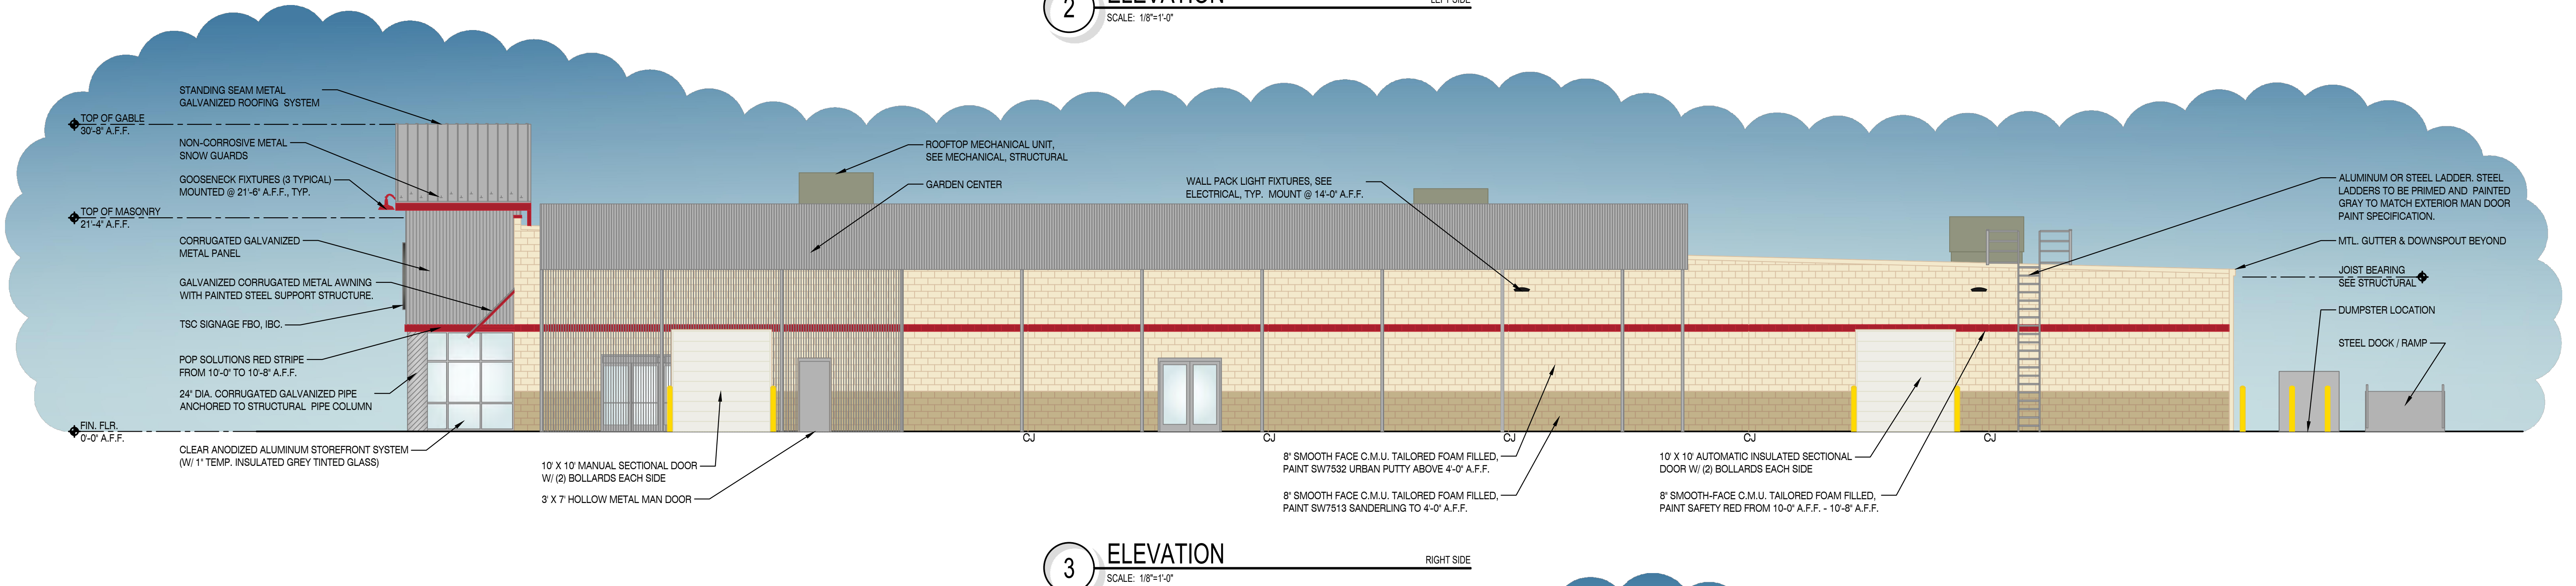 2
ELEVATION
LEFT SIDE
SCALE: 1/8"=1'-0"
STANDING SEAM METAL
GALVANIZED ROOFING SYSTEM
TOP OF GABLE
30'-8" A.F.F.
NON-CORROSIVE METAL
SNOW GUARDS
GOOSENECK FIXTURES (3 TYPICAL)
MOUNTED @ 21'-6" A.F.F., TYP.
TOP OF MASONRY
21'-4" A.F.F.
CORRUGATED GALVANIZED
METAL PANEL
GALVANIZED CORRUGATED METAL AWNING
WITH PAINTED STEEL SUPPORT STRUCTURE.
TSC SIGNAGE FBO, IBC.
POP SOLUTIONS RED STRIPE
FROM 10'-0" TO 10'-8" A.F.F.
24" DIA. CORRUGATED GALVANIZED PIPE
ANCHORED TO STRUCTURAL PIPE COLUMN
FIN. FLR.
0'-0" A.F.F.
CLEAR ANODIZED ALUMINUM STOREFRONT SYSTEM
(W/ 1" TEMP. INSULATED GREY TINTED GLASS)
ROOFTOP MECHANICAL UNIT,
SEE MECHANICAL, STRUCTURAL
GARDEN CENTER
WALL PACK LIGHT FIXTURES, SEE
ELECTRICAL, TYP. MOUNT @ 14'-0" A.F.F.
ALUMINUM OR STEEL LADDER. STEEL
LADDERS TO BE PRIMED AND PAINTED
GRAY TO MATCH EXTERIOR MAN DOOR
PAINT SPECIFICATION.
MTL. GUTTER & DOWNSPOUT BEYOND
JOIST BEARING
SEE STRUCTURAL
DUMPSTER LOCATION
STEEL DOCK / RAMP
CJ
CJ
CJ
CJ
CJ
10' X 10' MANUAL SECTIONAL DOOR
W/ (2) BOLLARDS EACH SIDE
3' X 7' HOLLOW METAL MAN DOOR
8" SMOOTH FACE C.M.U. TAILORED FOAM FILLED,
PAINT SW7532 URBAN PUTTY ABOVE 4'-0" A.F.F.
8" SMOOTH FACE C.M.U. TAILORED FOAM FILLED,
PAINT SW7513 SANDERLING TO 4'-0" A.F.F.
10' X 10' AUTOMATIC INSULATED SECTIONAL
DOOR W/ (2) BOLLARDS EACH SIDE
8" SMOOTH-FACE C.M.U. TAILORED FOAM FILLED,
PAINT SAFETY RED FROM 10-0" A.F.F. - 10'-8" A.F.F.
3
ELEVATION
RIGHT SIDE
SCALE: 1/8"=1'-0"